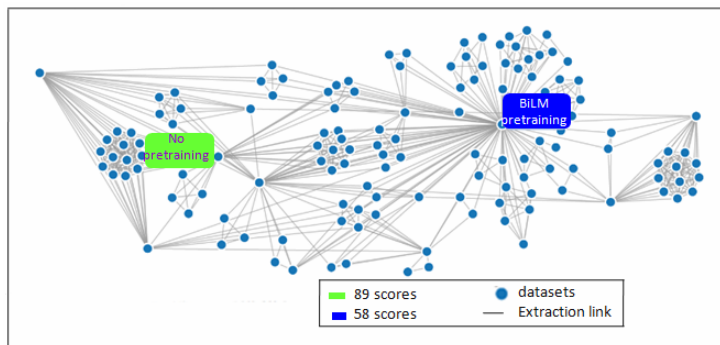 BiLM
pretraining
No
pretraining
89 scores
datasets
58 scores
Extraction link